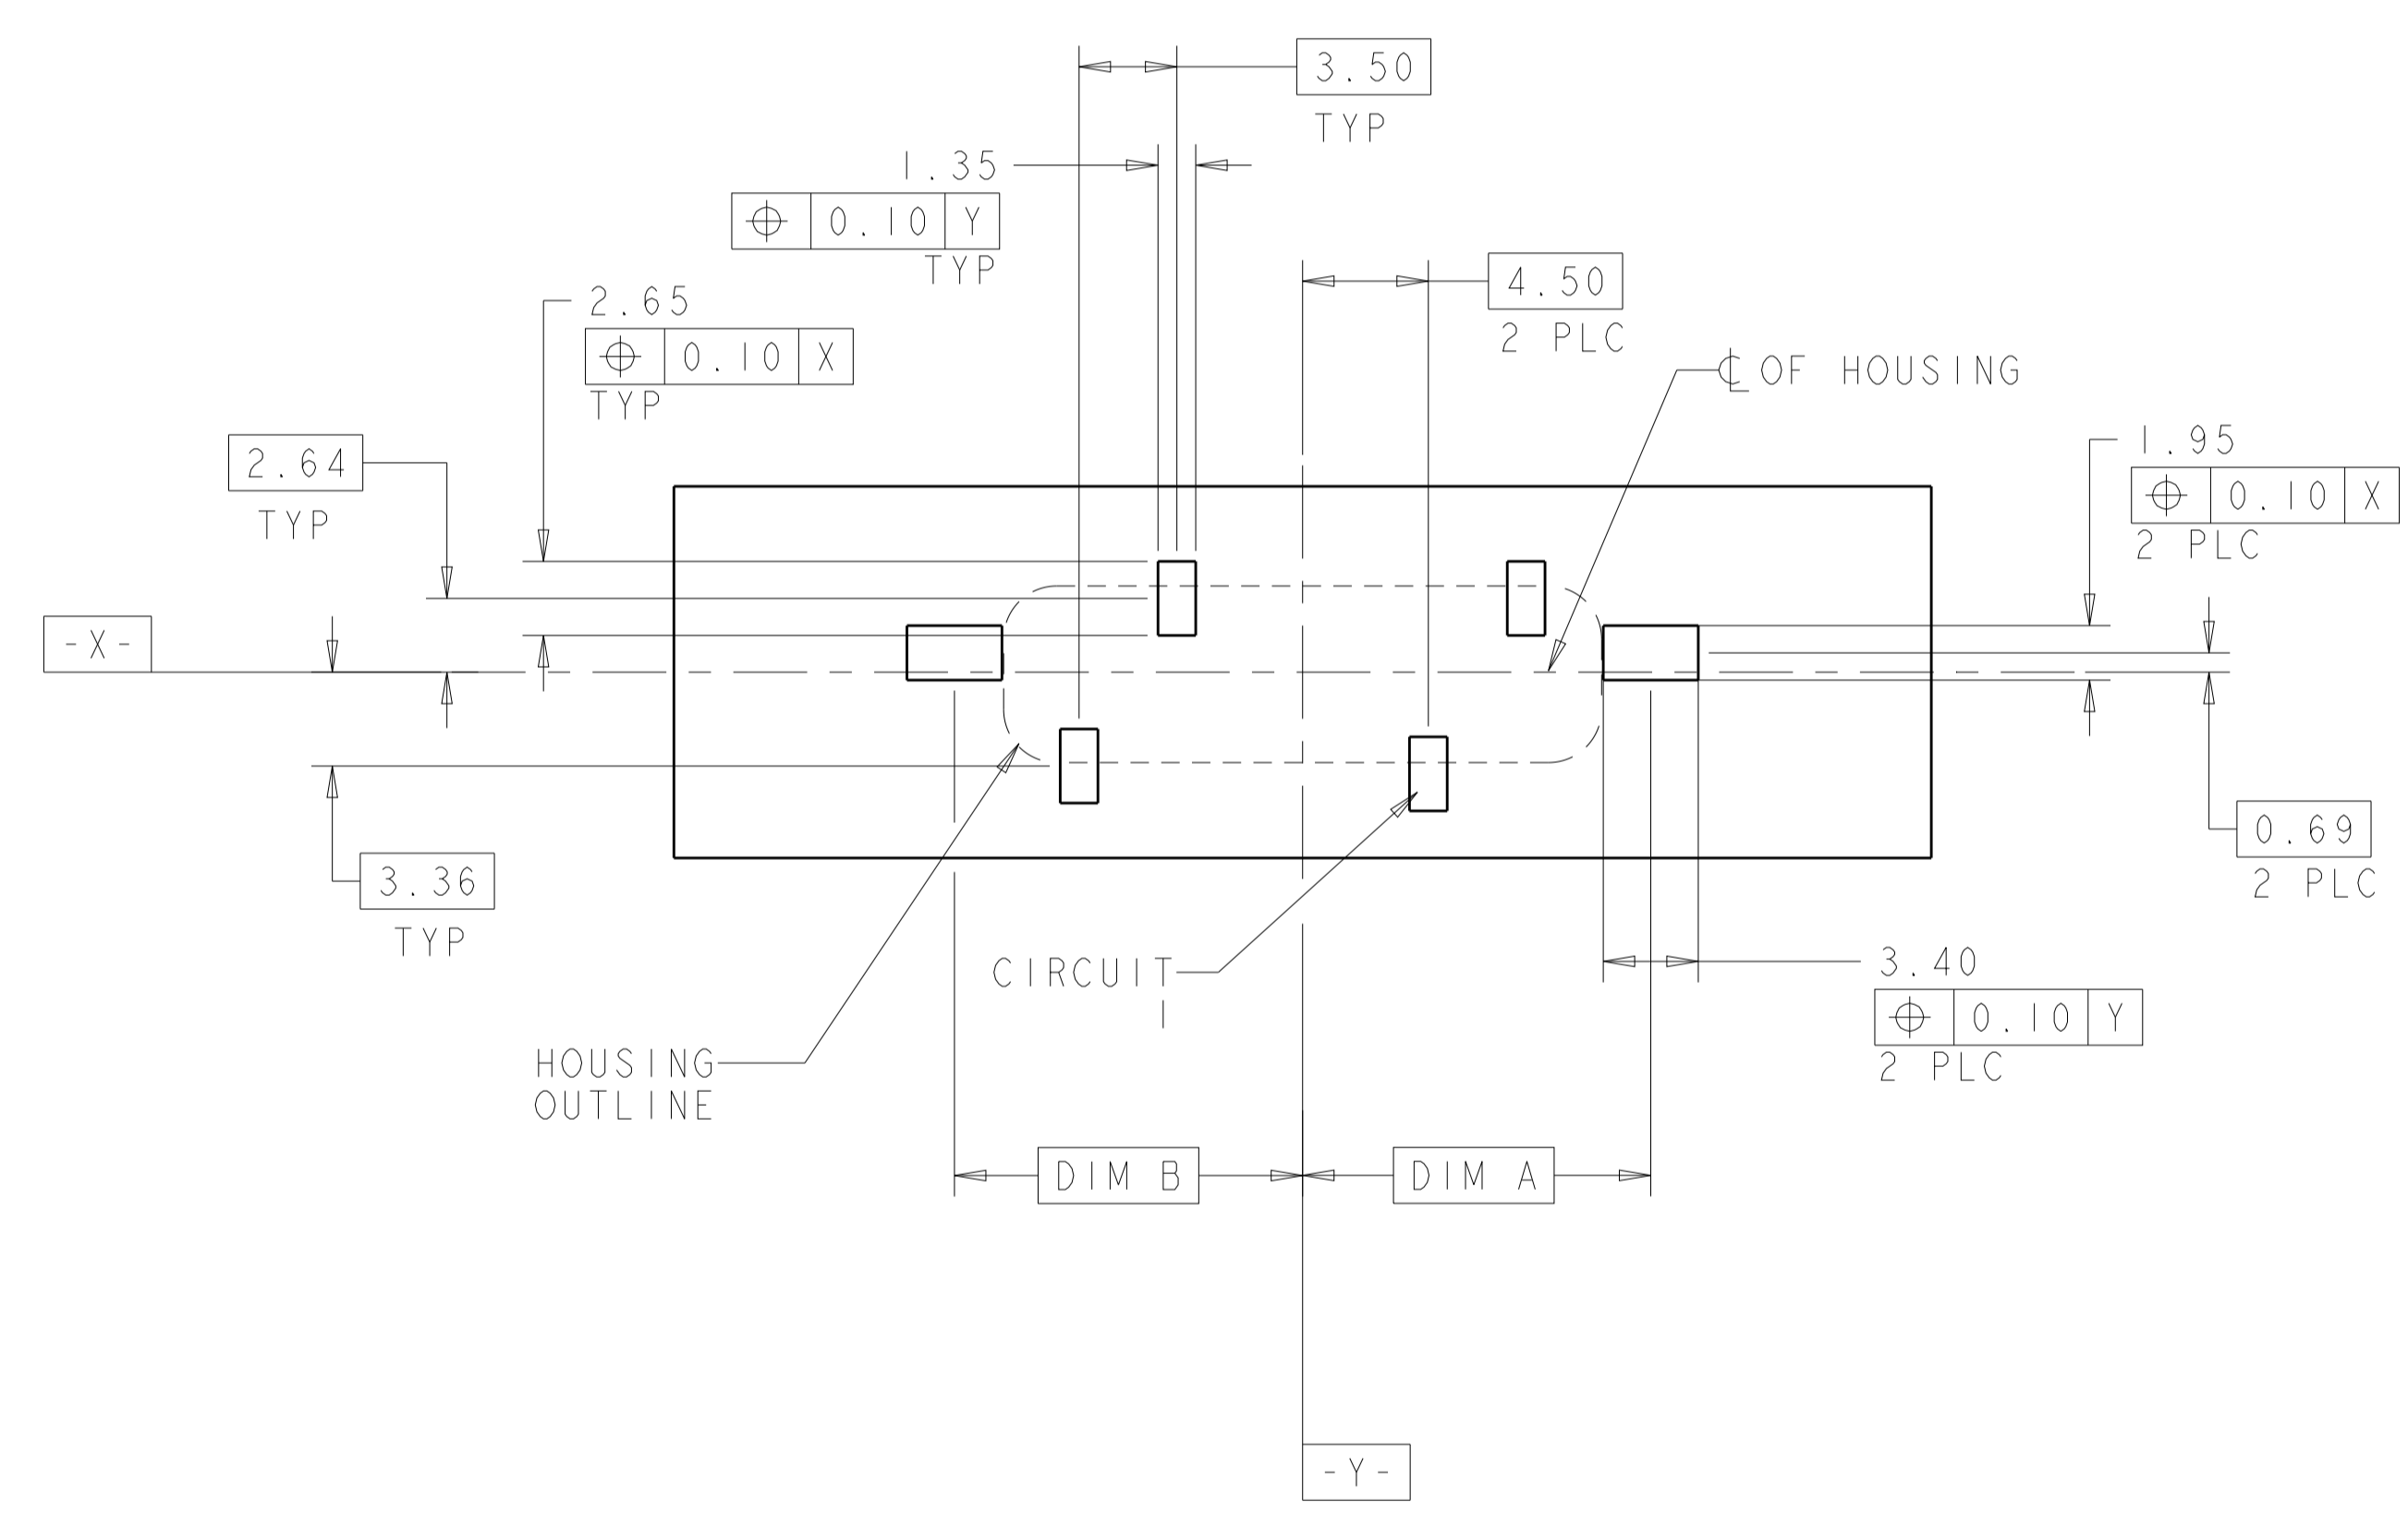 3.50
TYP
1.35
⌖ 0.10 Y
TYP
4.50
2 PLC
2.65
⌖ 0.10 X
TYP
℄ OF HOUSING
2.64
TYP
1.95
⌖ 0.10 X
2 PLC
-X-
0.69
2 PLC
3.36
TYP
3.40
⌖ 0.10 Y
2 PLC
CIRCUIT
1
HOUSING
OUTLINE
DIM B
DIM A
-Y-